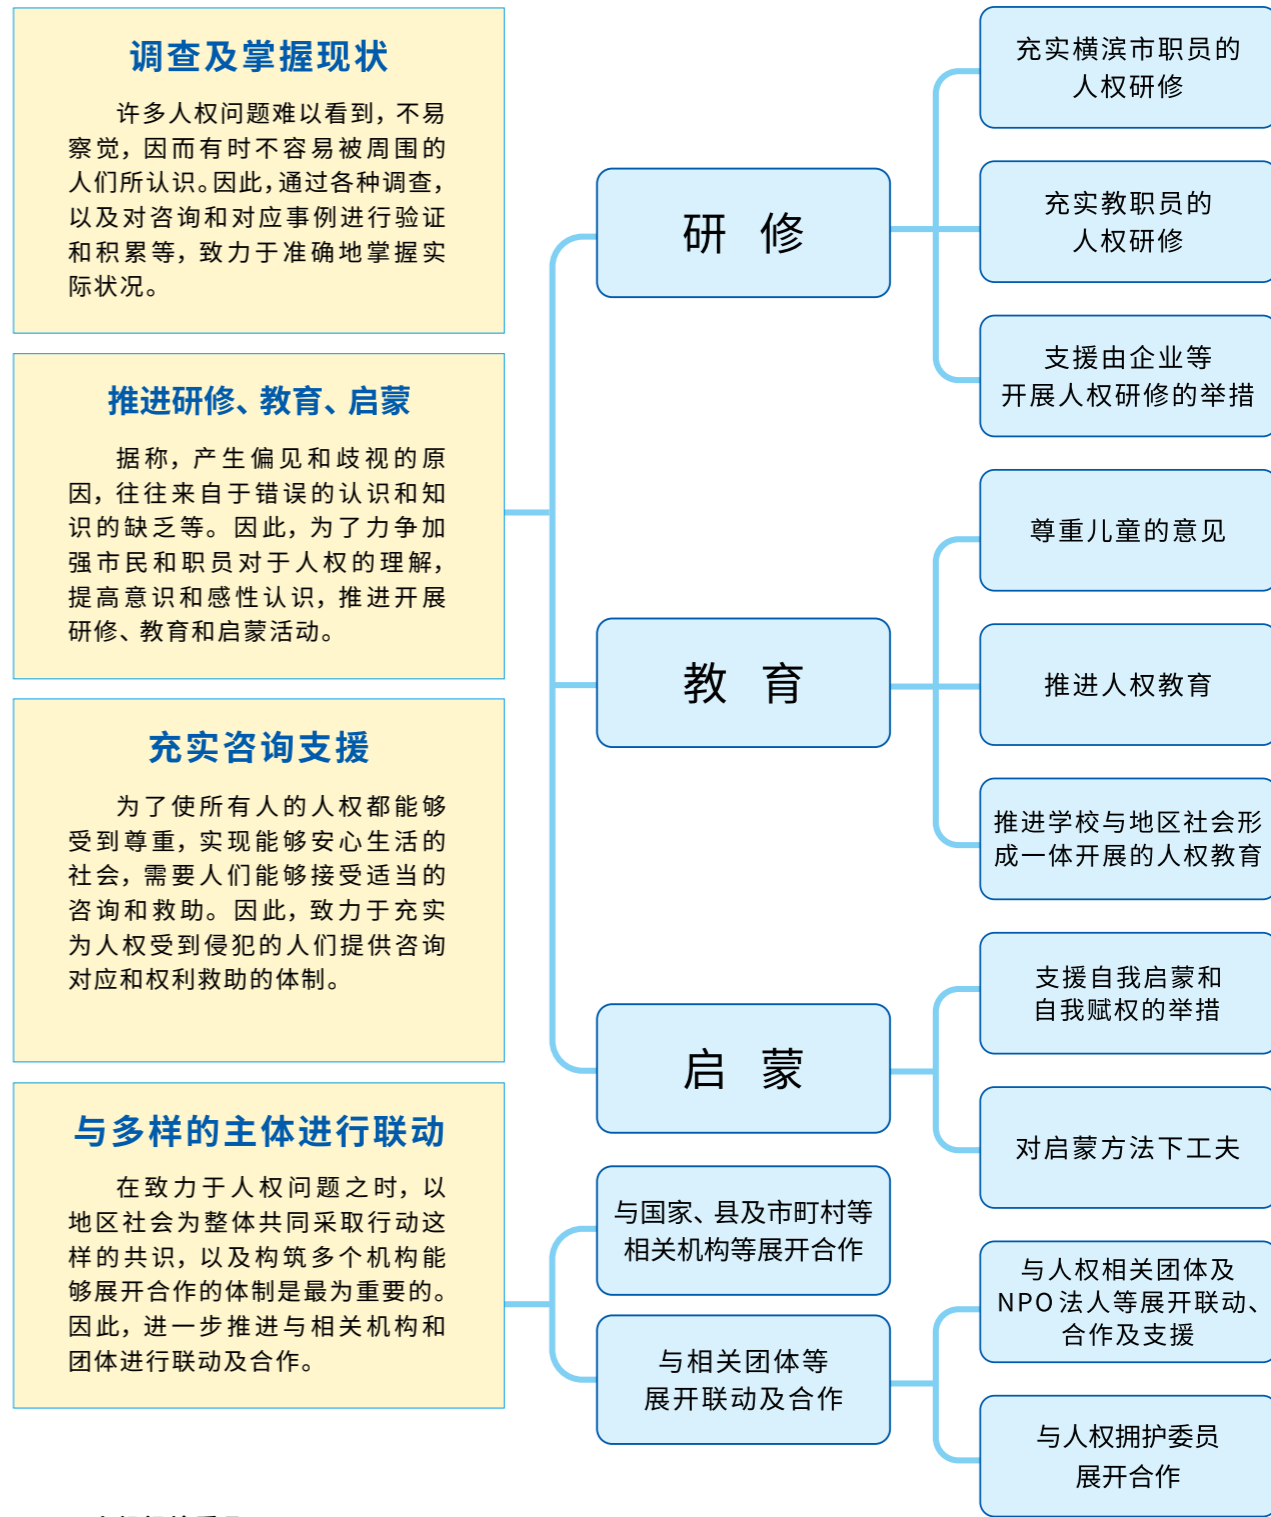 调查及掌握现状
许多人权问题难以看到，不易
察觉，因而有时不容易被周围的
人们所认识。因此，通过各种调查，
以及对咨询和对应事例进行验证
和积累等，致力于准确地掌握实
际状况。
推进研修、教育、启蒙
据称，产生偏见和歧视的原
因，往往来自于错误的认识和知
识的缺乏等。因此，为了力争加
强市民和职员对于人权的理解，
提高意识和感性认识，推进开展
研修、教育和启蒙活动。
充实咨询支援
为了使所有人的人权都能够
受到尊重，实现能够安心生活的
社会，需要人们能够接受适当的
咨询和救助。因此，致力于充实
为人权受到侵犯的人们提供咨询
对应和权利救助的体制。
与多样的主体进行联动
在致力于人权问题之时，以
地区社会为整体共同采取行动这
样的共识，以及构筑多个机构能
够展开合作的体制是最为重要的。
因此，进一步推进与相关机构和
团体进行联动及合作。
研 修
充实横滨市职员的
人权研修
充实教职员的
人权研修
支援由企业等
开展人权研修的举措
教 育
尊重儿童的意见
推进人权教育
推进学校与地区社会形
成一体开展的人权教育
启 蒙
支援自我启蒙和
自我赋权的举措
对启蒙方法下工夫
与国家、县及市町村等
相关机构等展开合作
与相关团体等
展开联动及合作
与人权相关团体及
NPO法人等展开联动、
合作及支援
与人权拥护委员
展开合作